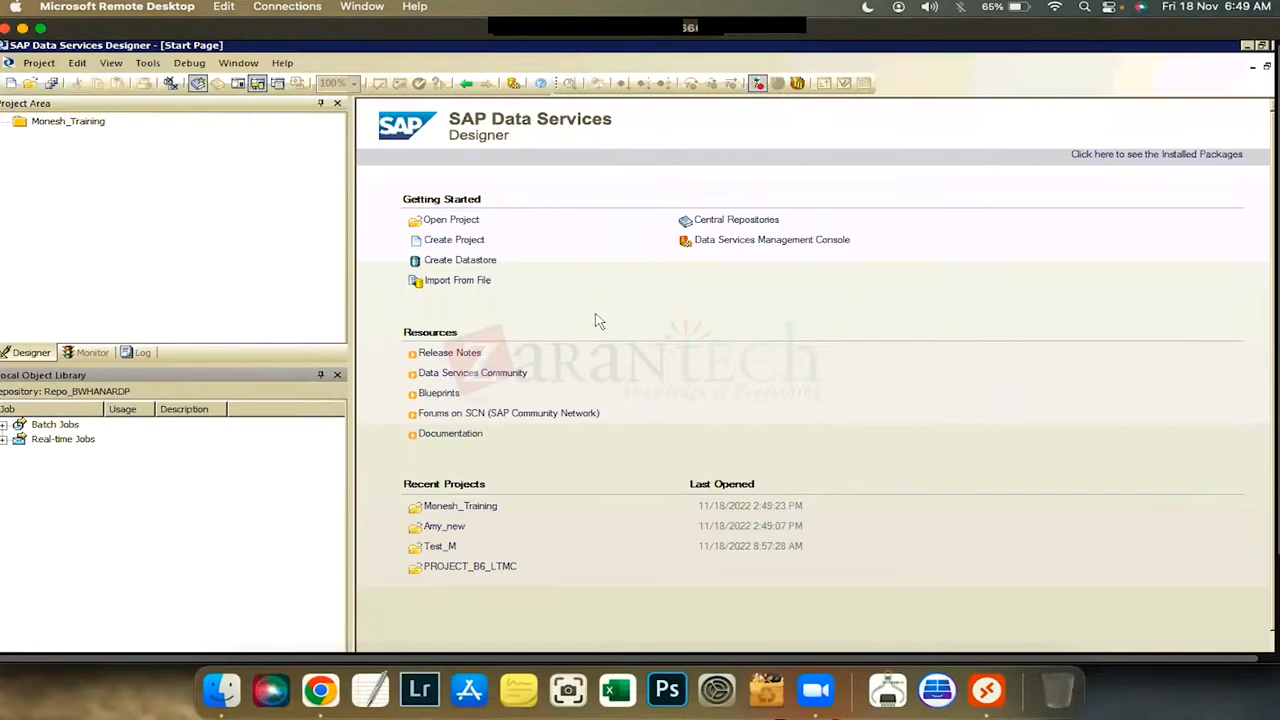 Microsoft Remote Desktop Edit Connections Window Help 65% Fri 18 Nov 6:49 AM
SAP Data Services Designer - [Start Page]
Project Edit View Tools Debug Window Help
100%
Project Area
Monesh_Training
SAP SAP Data Services
Designer
Click here to see the Installed Packages
Getting Started
Open Project Central Repositories
Create Project Data Services Management Console
Create Datastore
Import From File
Resources
Release Notes
Data Services Community
Blueprints
Forums on SCN (SAP Community Network)
Documentation
ZARANTECH
Designer Monitor Log
ocal Object Library
epository: Repo_BWHANARDP
Job Usage Description
Batch Jobs
Real-time Jobs
Recent Projects Last Opened
Monesh_Training 11/18/2022 2:49:23 PM
Amy_new 11/18/2022 2:49:07 PM
Test_M 11/18/2022 8:57:28 AM
PROJECT_B6_LTMC
Lr Ps